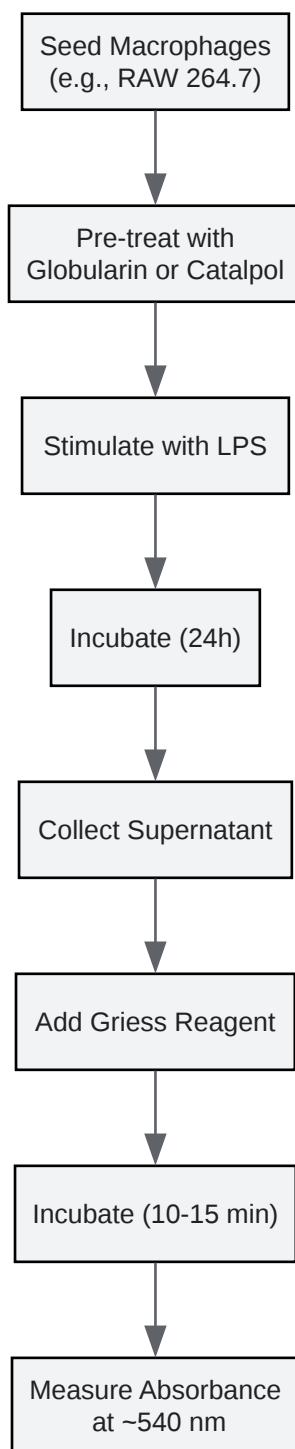 Seed Macrophages
(e.g., RAW 264.7)
Pre-treat with
Globularin or Catalpol
Stimulate with LPS
Incubate (24h)
Collect Supernatant
Add Griess Reagent
Incubate (10-15 min)
Measure Absorbance
at ~540 nm